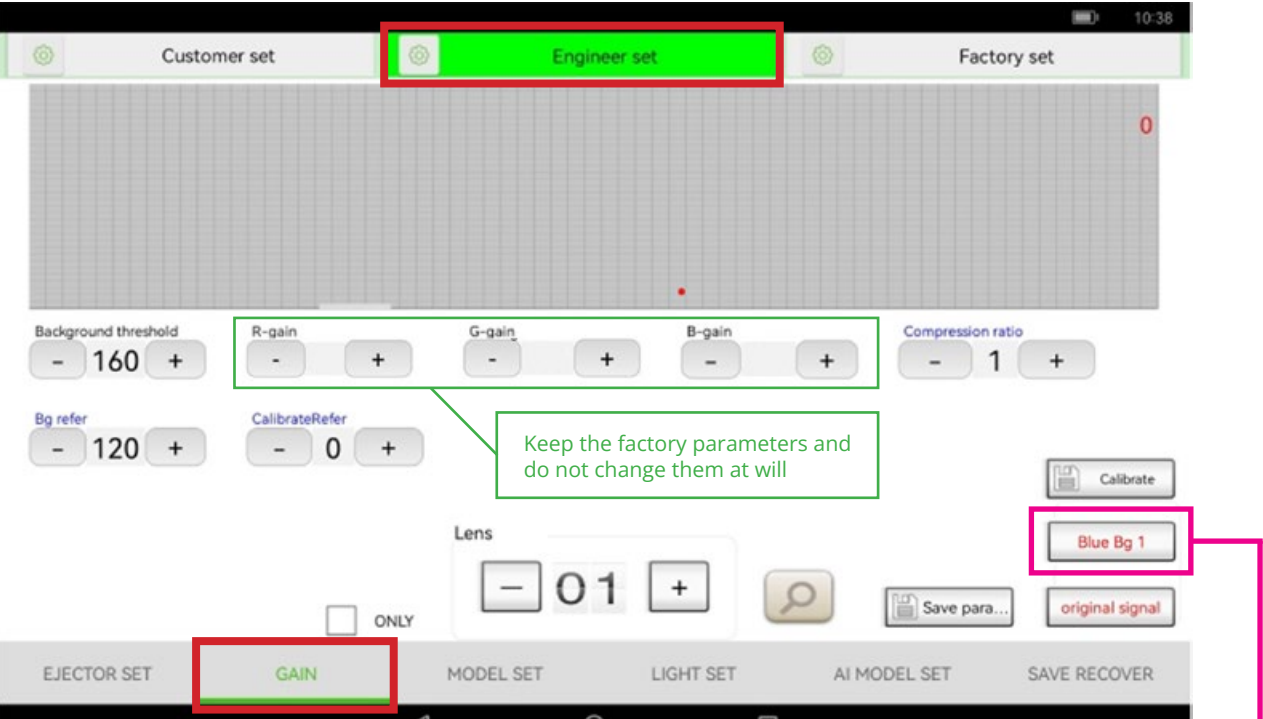 10:38
Customer set
Engineer set
Factory set
0
Background threshold
R-gain
G-gain
B-gain
Compression ratio
- 160 +
- +
- +
- +
- 1 +
Bg refer
CalibrateRefer
- 120 +
- 0 +
Keep the factory parameters and
do not change them at will
Calibrate
Lens
Blue Bg 1
- 01 +
Save para...
original signal
ONLY
EJECTOR SET
GAIN
MODEL SET
LIGHT SET
AI MODEL SET
SAVE RECOVER